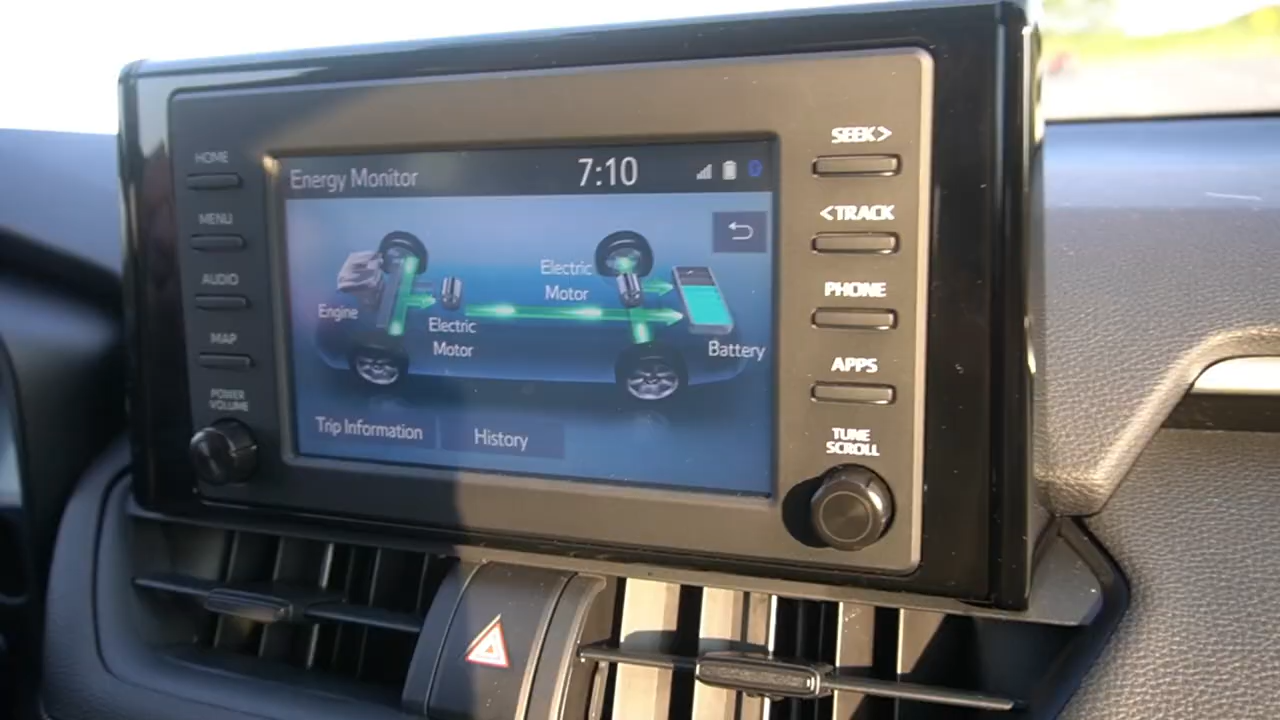 HOME
MENU
AUDIO
MAP
POWER
VOLUME
Energy Monitor
7:10
Engine
Electric
Motor
Electric
Motor
Battery
Trip Information
History
SEEK>
<TRACK
PHONE
APPS
TUNE
SCROLL